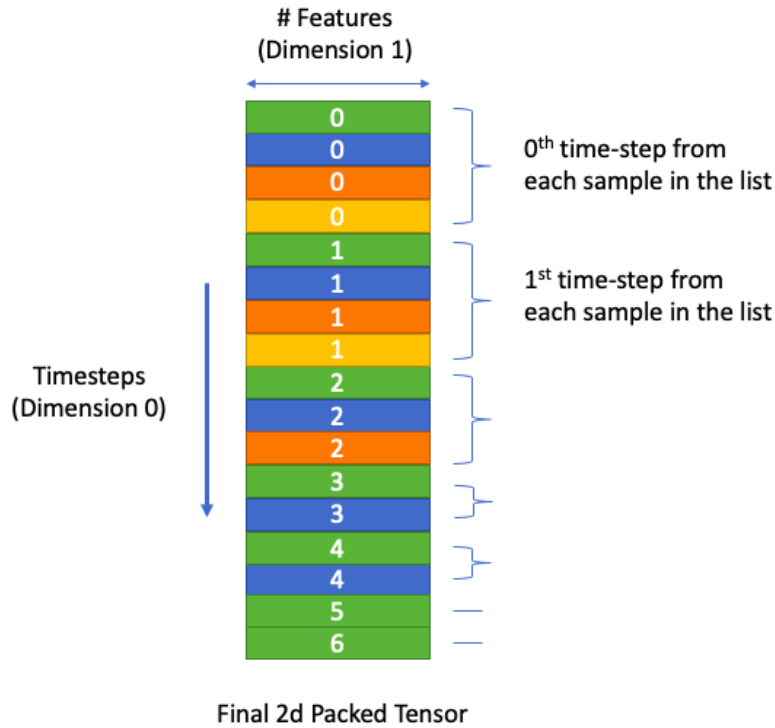 # Features
(Dimension 1)
0
0
0
0
1
1
1
1
2
2
2
3
3
4
4
5
6
0th time-step from
each sample in the list
1st time-step from
each sample in the list
Timesteps
(Dimension 0)
Final 2d Packed Tensor